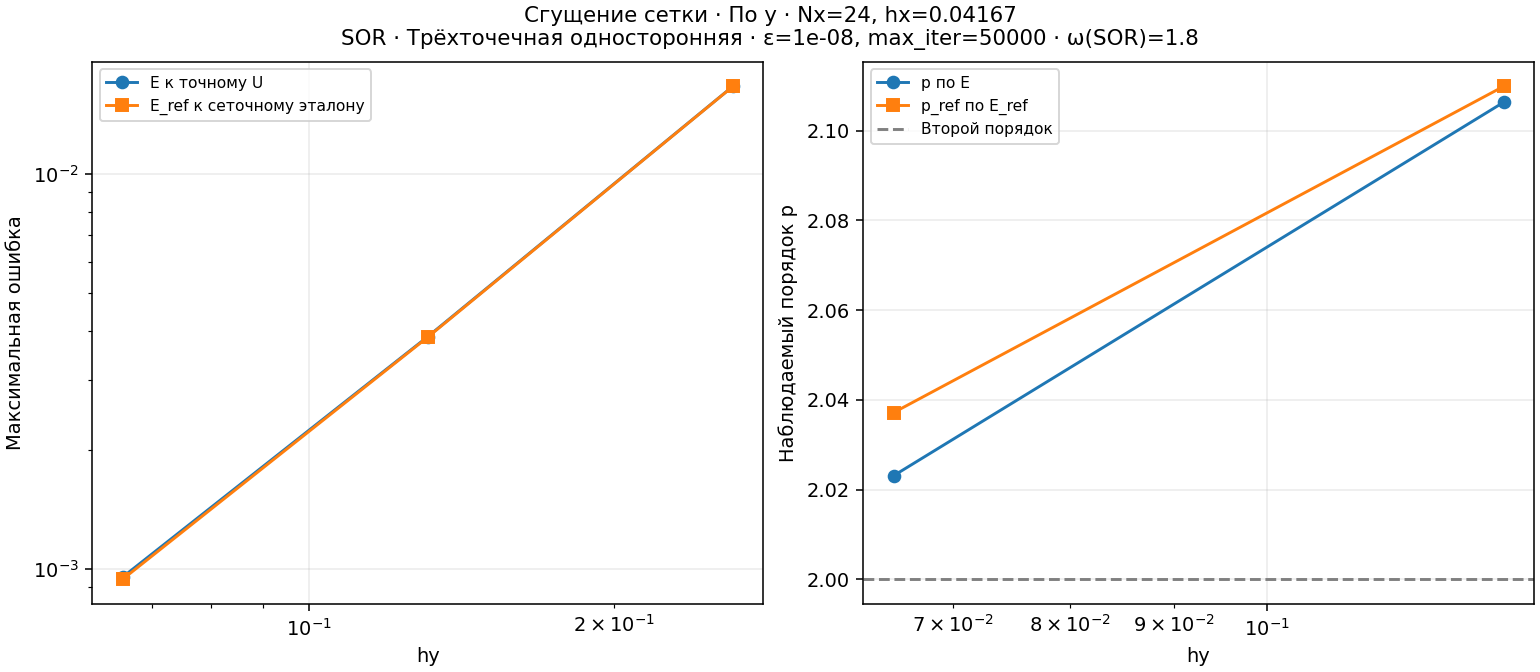 Сгущение сетки · По y · Nx=24, hx=0.04167
SOR · Трёхточечная односторонняя · ε=1e-08, max_iter=50000 · ω(SOR)=1.8
E к точному U
E_ref к сеточному эталону
Максимальная ошибка
10⁻²
10⁻³
10⁻¹
2 × 10⁻¹
hy
p по E
p_ref по E_ref
Второй порядок
Наблюдаемый порядок p
2.10
2.08
2.06
2.04
2.02
2.00
7 × 10⁻²
8 × 10⁻²
9 × 10⁻²
10⁻¹
hy